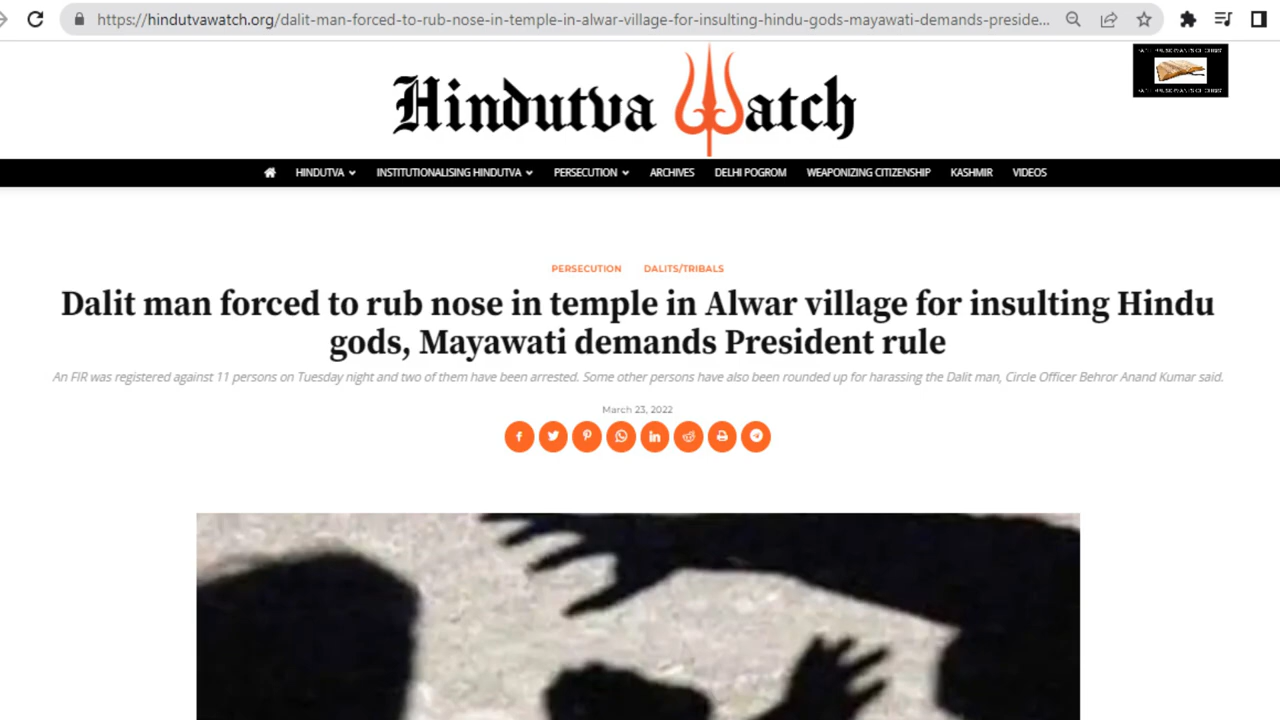 https://hindutvawatch.org/dalit-man-forced-to-rub-nose-in-temple-in-alwar-village-for-insulting-hindu-gods-mayawati-demands-preside...
Hindutva Watch
HINDUTVA INSTITUTIONALISING HINDUTVA PERSECUTION ARCHIVES DELHI POGROM WEAPONIZING CITIZENSHIP KASHMIR VIDEOS
PERSECUTION DALITS/TRIBALS
Dalit man forced to rub nose in temple in Alwar village for insulting Hindu
gods, Mayawati demands President rule
An FIR was registered against 11 persons on Tuesday night and two of them have been arrested. Some other persons have also been rounded up for harassing the Dalit man, Circle Officer Behror Anand Kumar said.
March 23, 2022